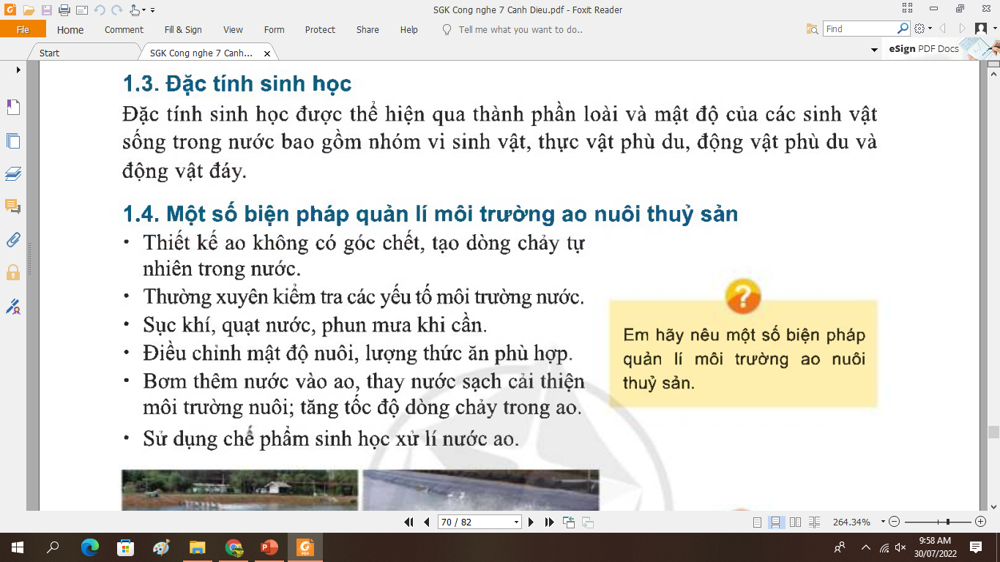 SGK Cong nghe 7 Canh Dieu.pdf - Foxit Reader
File Home Comment Fill & Sign View Form Protect Share Help Tell me what you want to do.. Find
Start SGK Cong nghe 7 Canh... eSign PDF Docs
1.3. Đặc tính sinh học
Đặc tính sinh học được thể hiện qua thành phần loài và mật độ của các sinh vật
sống trong nước bao gồm nhóm vi sinh vật, thực vật phù du, động vật phù du và
động vật đáy.
1.4. Một số biện pháp quản lí môi trường ao nuôi thuỷ sản
• Thiết kế ao không có góc chết, tạo dòng chảy tự
nhiên trong nước.
• Thường xuyên kiểm tra các yếu tố môi trường nước.
• Sục khí, quạt nước, phun mưa khi cần.
• Điều chỉnh mật độ nuôi, lượng thức ăn phù hợp.
• Bơm thêm nước vào ao, thay nước sạch cải thiện
môi trường nuôi; tăng tốc độ dòng chảy trong ao.
• Sử dụng chế phẩm sinh học xử lí nước ao.
?
Em hãy nêu một số biện pháp
quản lí môi trường ao nuôi
thuỷ sản.
70 / 82
264.34%
9:58 AM
30/07/2022